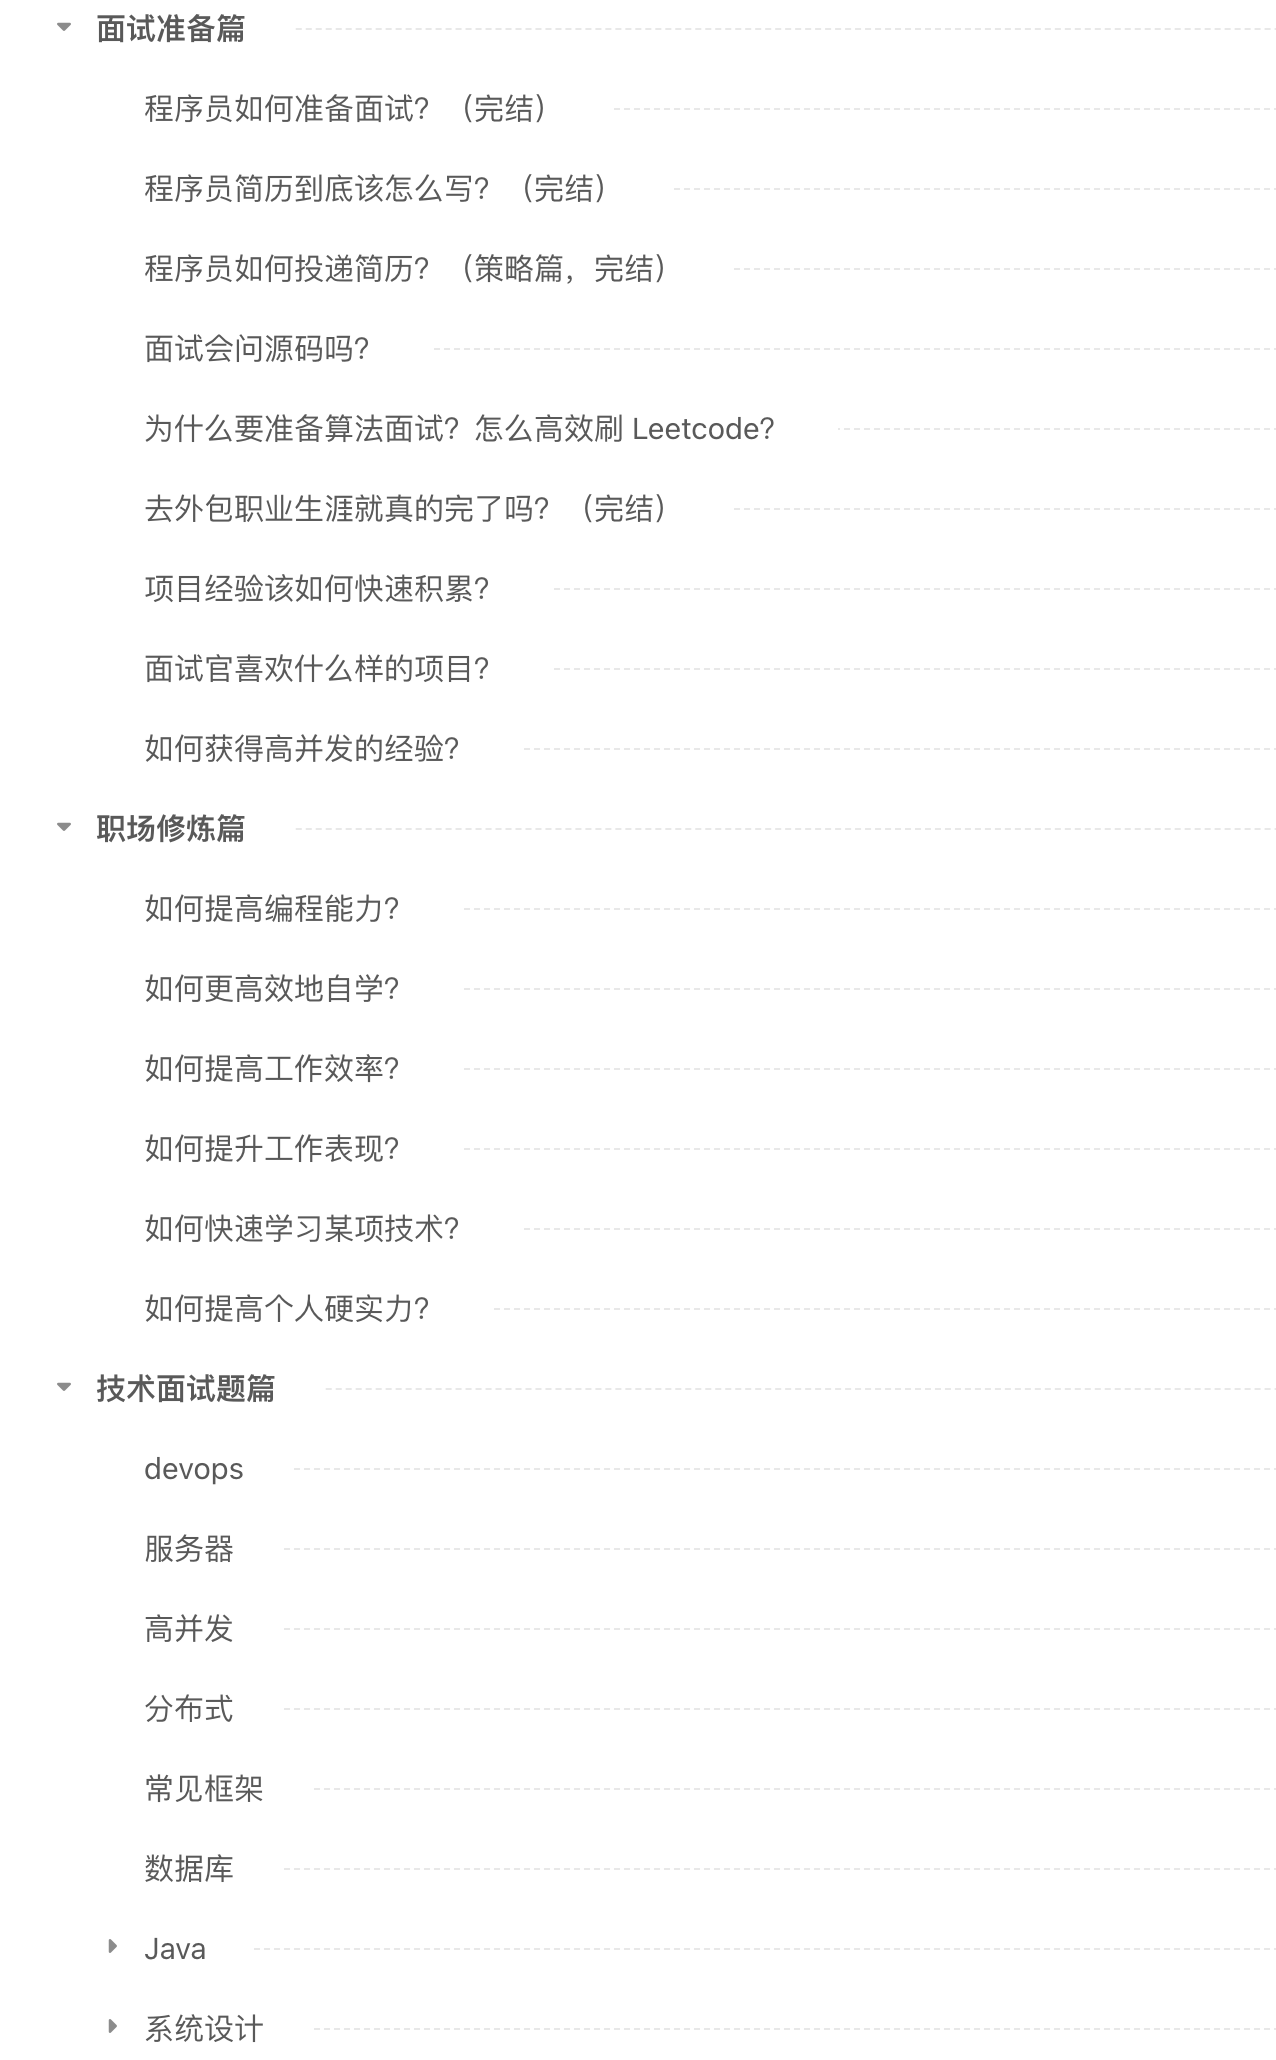 面试准备篇
程序员如何准备面试？（完结）
程序员简历到底该怎么写？（完结）
程序员如何投递简历？（策略篇，完结）
面试会问源码吗？
为什么要准备算法面试？怎么高效刷 Leetcode？
去外包职业生涯就真的完了吗？（完结）
项目经验该如何快速积累？
面试官喜欢什么样的项目？
如何获得高并发的经验？
职场修炼篇
如何提高编程能力？
如何更高效地自学？
如何提高工作效率？
如何提升工作表现？
如何快速学习某项技术？
如何提高个人硬实力？
技术面试题篇
devops
服务器
高并发
分布式
常见框架
数据库
Java
系统设计